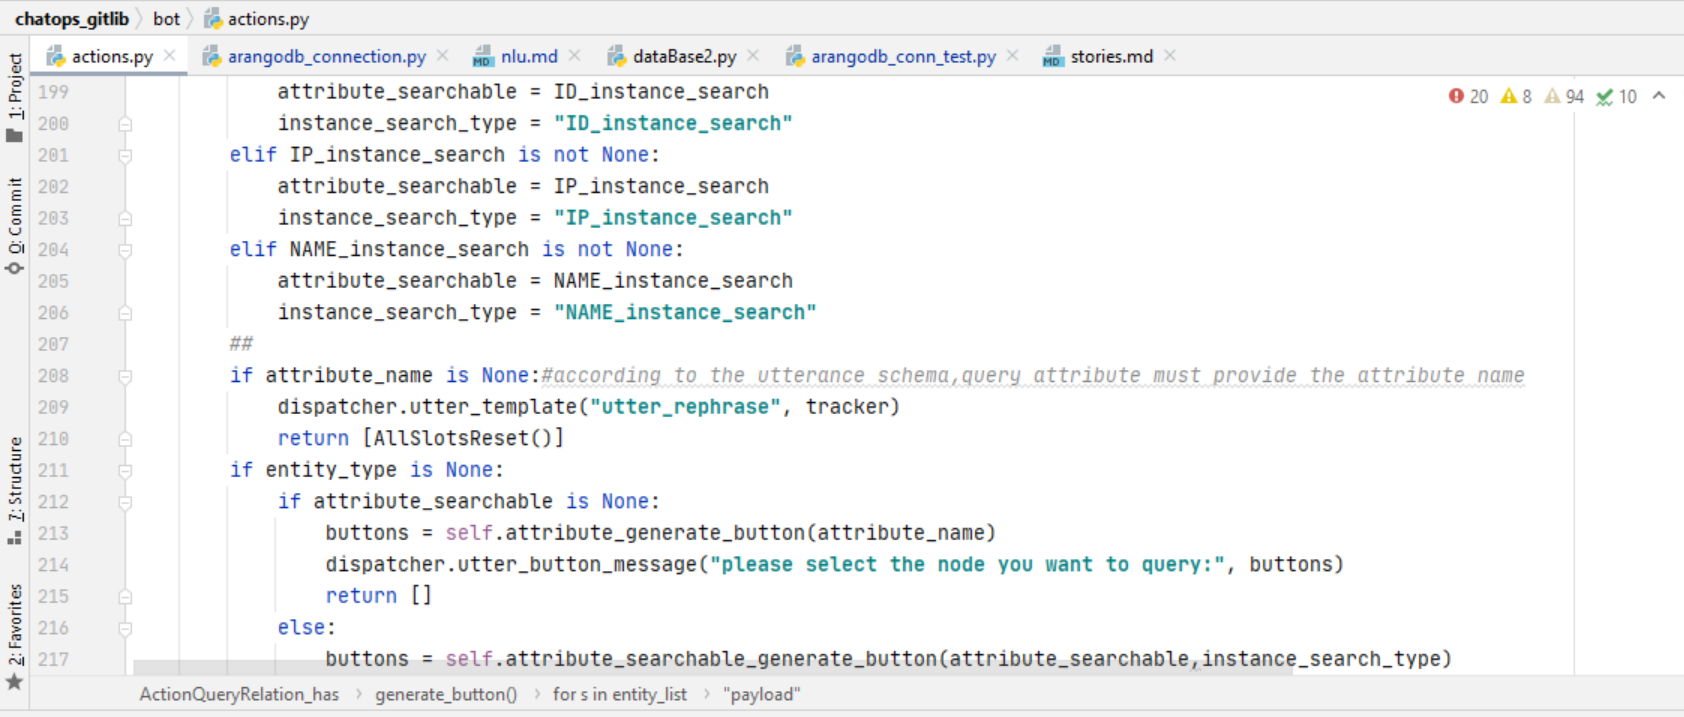 chatops_gitlib bot actions.py
actions.py arangodb_connection.py nlu.md dataBase2.py arangodb_conn_test.py stories.md
20 8 94 10
199 attribute_searchable = ID_instance_search
200 instance_search_type = "ID_instance_search"
201 elif IP_instance_search is not None:
202 attribute_searchable = IP_instance_search
203 instance_search_type = "IP_instance_search"
204 elif NAME_instance_search is not None:
205 attribute_searchable = NAME_instance_search
206 instance_search_type = "NAME_instance_search"
207 ##
208 if attribute_name is None:#according to the utterance schema,query attribute must provide the attribute name
209 dispatcher.utter_template("utter_rephrase", tracker)
210 return [AllSlotsReset()]
211 if entity_type is None:
212 if attribute_searchable is None:
213 buttons = self.attribute_generate_button(attribute_name)
214 dispatcher.utter_button_message("please select the node you want to query:", buttons)
215 return []
216 else:
217 buttons = self.attribute_searchable_generate_button(attribute_searchable,instance_search_type)
ActionQueryRelation_has generate_button() for s in entity_list "payload"
1: Project
0: Commit
7: Structure
2: Favorites
MD
MD